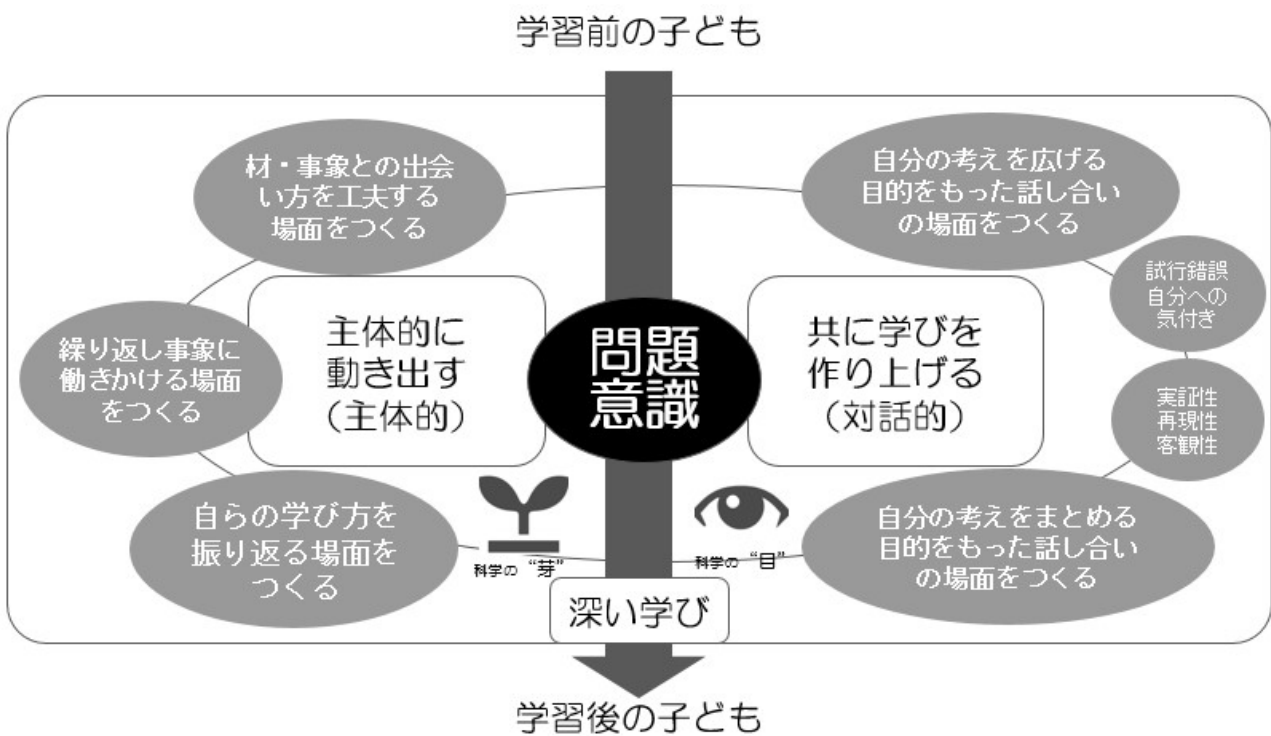 学習前の子ども
材・事象との出会
い方を工夫する
場面をつくる
自分の考えを広げる
目的をもった話し合い
の場面をつくる
試行錯誤
自分への
気付き
繰り返し事象に
働きかける場面
をつくる
主体的に
動き出す
(主体的)
問題
意識
共に学びを
作り上げる
(対話的)
実証性
再現性
客観性
自らの学び方を
振り返る場面を
つくる
科学の “芽”
科学の “目”
自分の考えをまとめる
目的をもった話し合い
の場面をつくる
深い学び
学習後の子ども